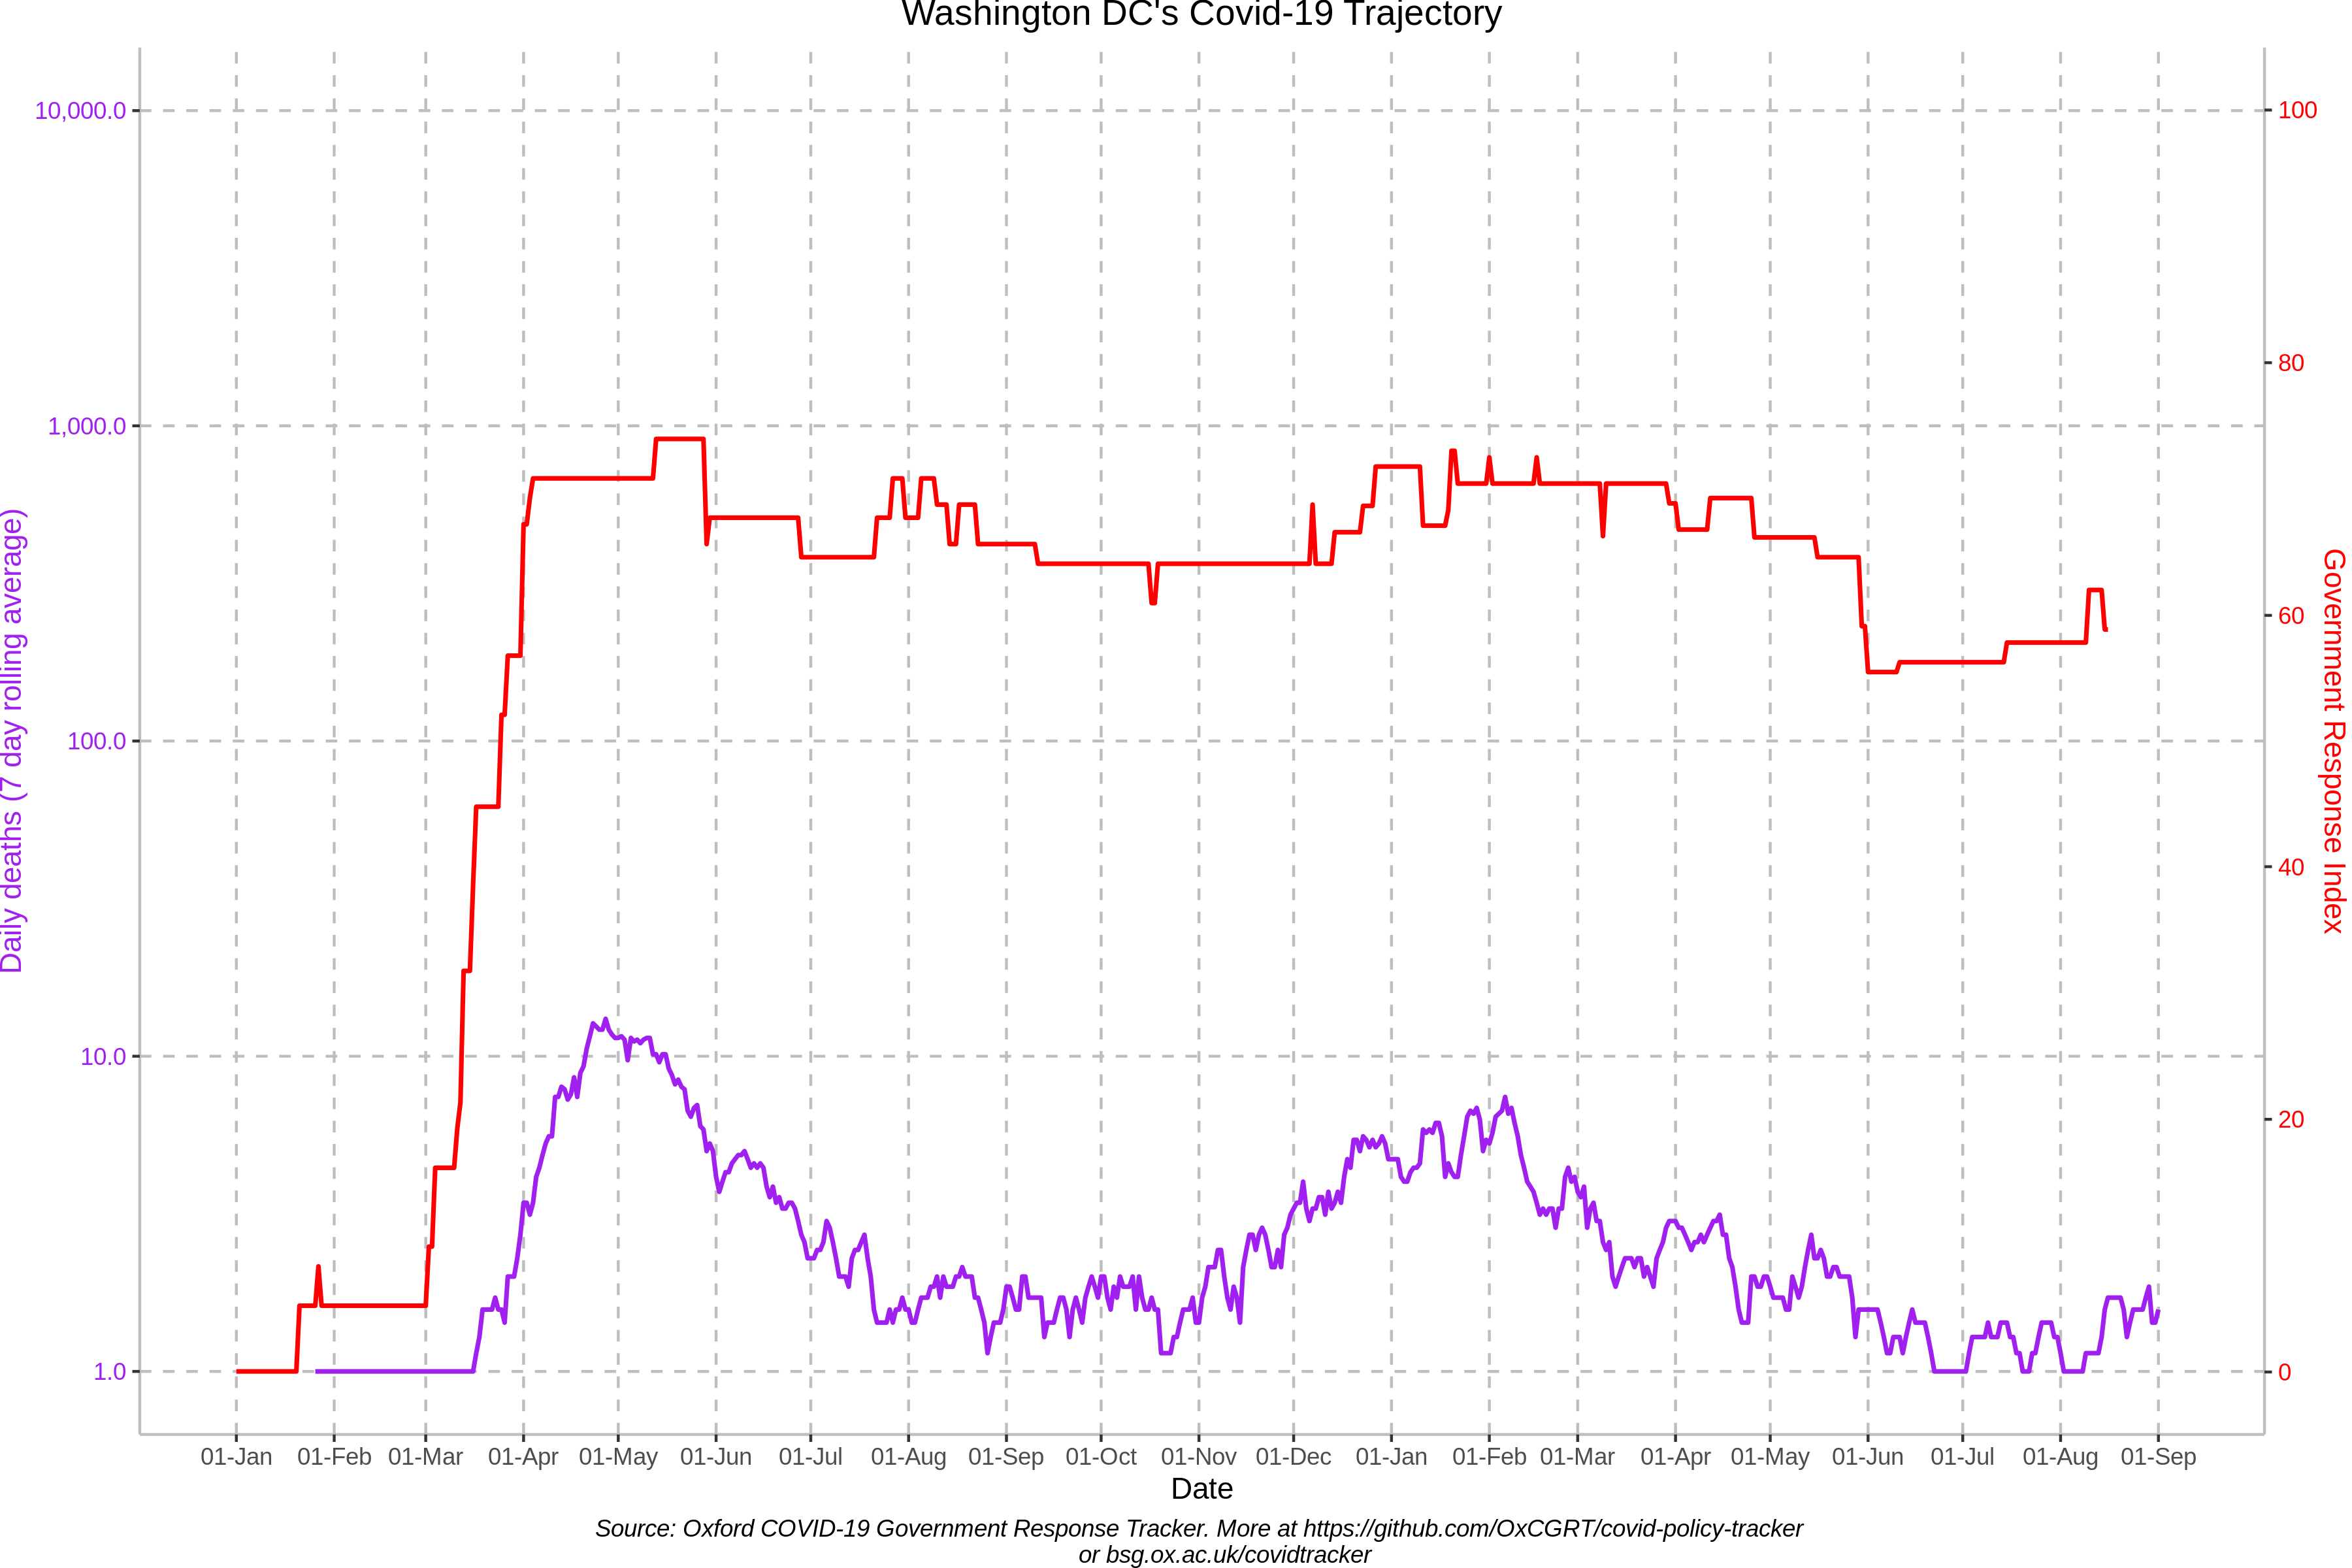 Washington DC's Covid-19 Trajectory
10,000.0
1,000.0
100.0
10.0
1.0
Daily deaths (7 day rolling average)
100
80
60
40
20
0
Government Response Index
01-Jan 01-Feb 01-Mar 01-Apr 01-May 01-Jun 01-Jul 01-Aug 01-Sep 01-Oct 01-Nov 01-Dec 01-Jan 01-Feb 01-Mar 01-Apr 01-May 01-Jun 01-Jul 01-Aug 01-Sep
Date
Source: Oxford COVID-19 Government Response Tracker. More at https://github.com/OxCGRT/covid-policy-tracker
or bsg.ox.ac.uk/covidtracker